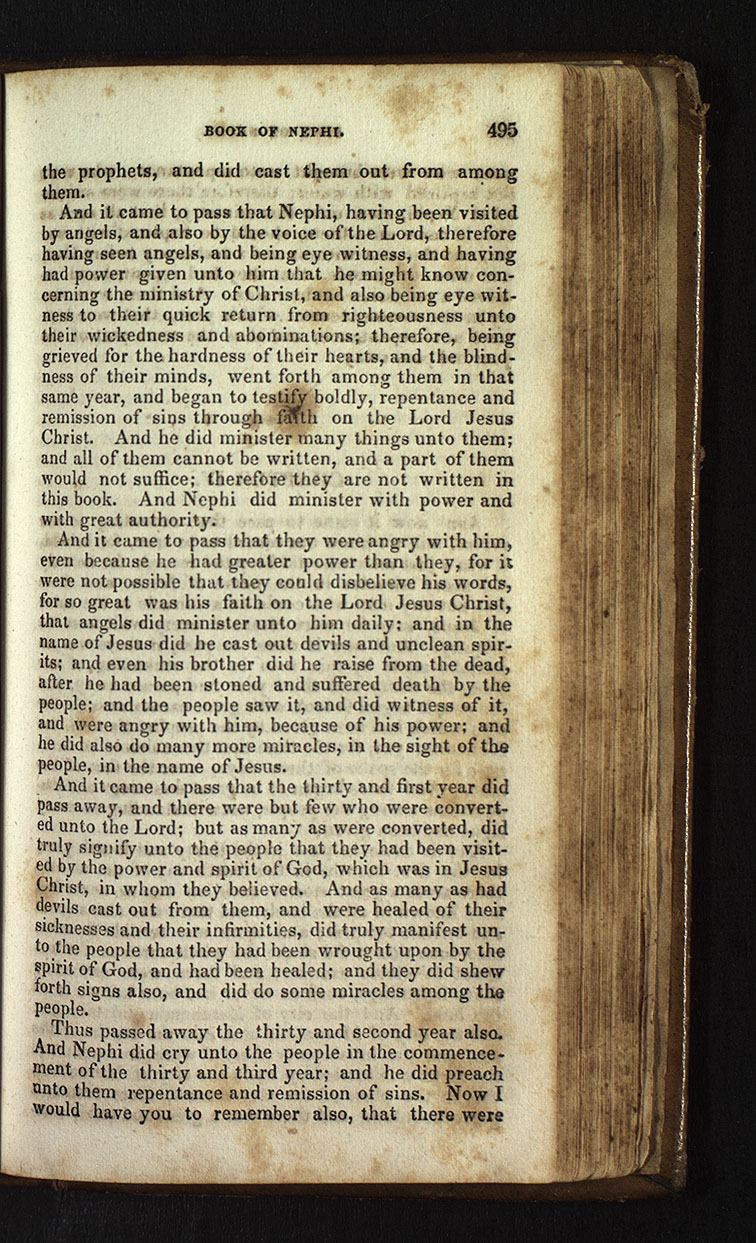 BOOK OF NEPHI. 495
the prophets, and did cast them out from among
them.
And it came to pass that Nephi, having been visited
by angels, and also by the voice of the Lord, therefore
having seen angels, and being eye witness, and having
had power given unto him that he might know con-
cerning the ministry of Christ, and also being eye wit-
ness to their quick return from righteousness unto
their wickedness and abominations; therefore, being
grieved for the hardness of their hearts, and the blind-
ness of their minds, went forth among them in that
same year, and began to testify boldly, repentance and
remission of sins through faith on the Lord Jesus
Christ. And he did minister many things unto them;
and all of them cannot be written, and a part of them
would not suffice; therefore they are not written in
this book. And Nephi did minister with power and
with great authority.
And it came to pass that they were angry with him,
even because he had greater power than they, for it
were not possible that they could disbelieve his words,
for so great was his faith on the Lord Jesus Christ,
that angels did minister unto him daily; and in the
name of Jesus did he cast out devils and unclean spir-
its; and even his brother did he raise from the dead,
after he had been stoned and suffered death by the
people; and the people saw it, and did witness of it,
and were angry with him, because of his power; and
he did also do many more miracles, in the sight of the
people, in the name of Jesus.
And it came to pass that the thirty and first year did
pass away, and there were but few who were convert-
ed unto the Lord; but as many as were converted, did
truly signify unto the people that they had been visit-
ed by the power and spirit of God, which was in Jesus
Christ, in whom they believed. And as many as had
devils cast out from them, and were healed of their
sicknesses and their infirmities, did truly manifest un-
to the people that they had been wrought upon by the
spirit of God, and had been healed; and they did shew
forth signs also, and did do some miracles among the
people.
Thus passed away the thirty and second year also.
And Nephi did cry unto the people in the commence-
ment of the thirty and third year; and he did preach
unto them repentance and remission of sins. Now I
would have you to remember also, that there were